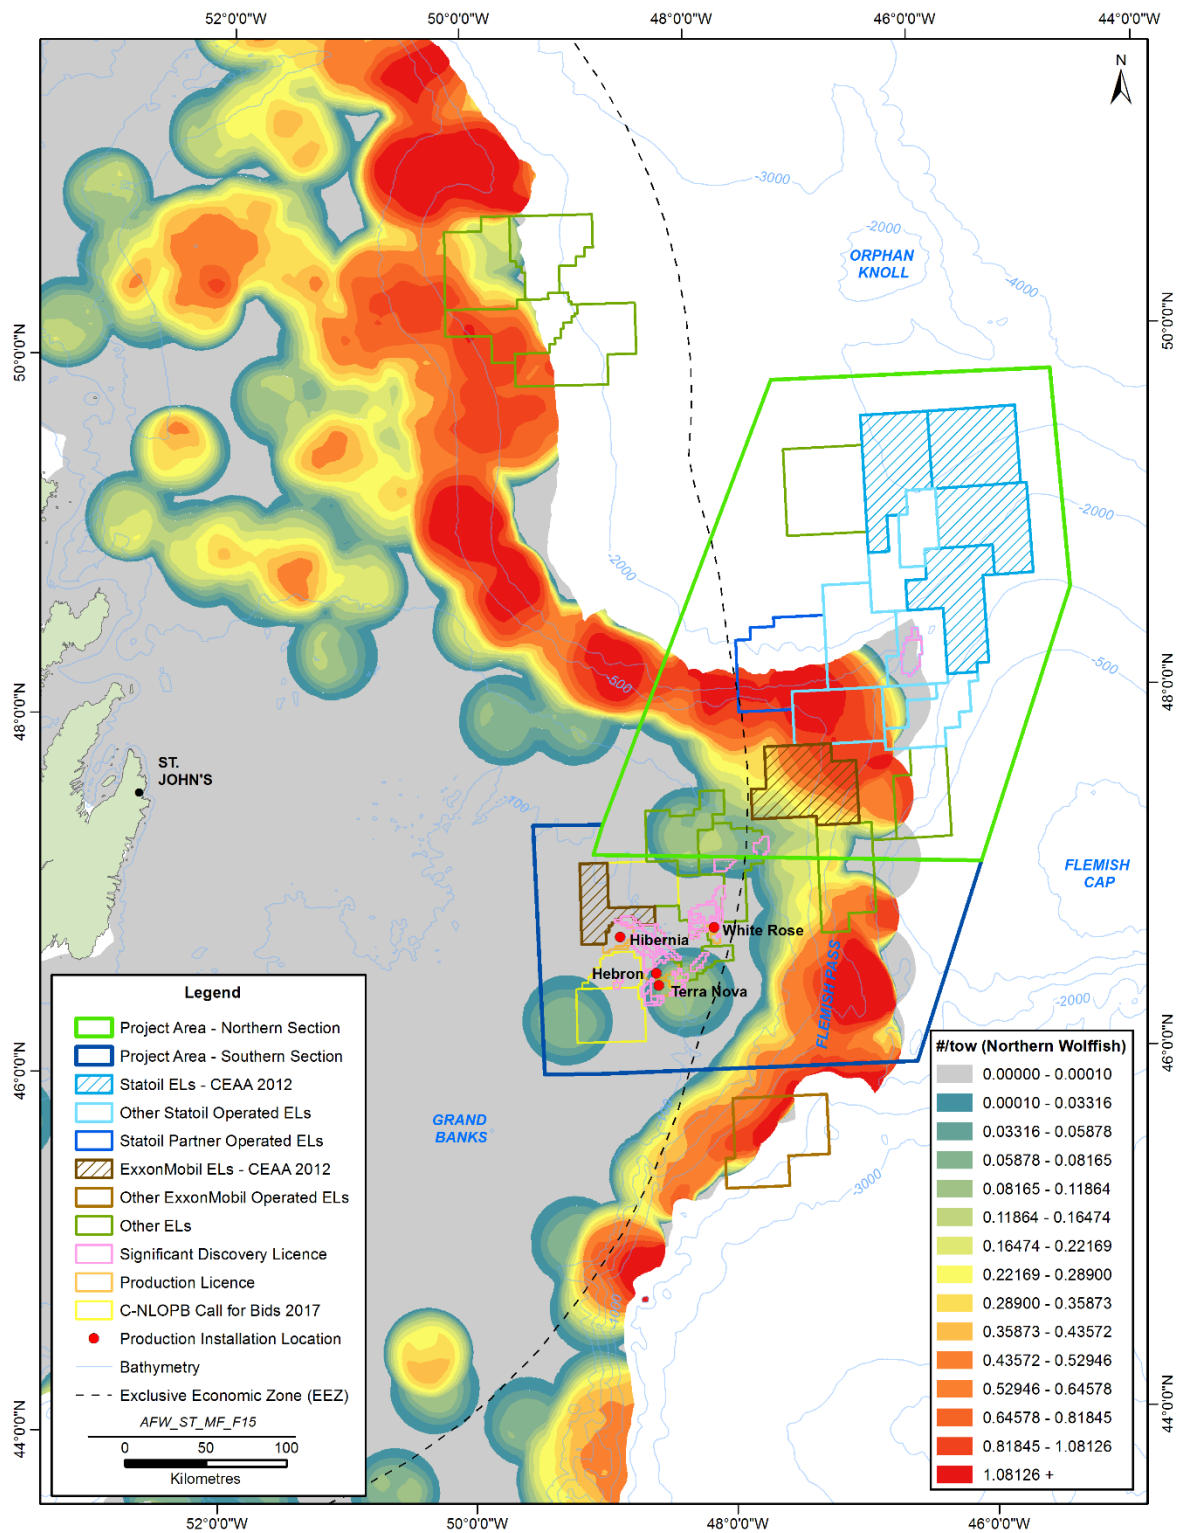 52°0'0"W
50°0'0"W
48°0'0"W
46°0'0"W
44°0'0"W
N
-3000
-2000
ORPHAN
KNOLL
-4000
50°0'0"N
50°0'0"N
-2000
-2000
-500
-500
48°0'0"N
48°0'0"N
ST.
JOHN'S
-100
FLEMISH
CAP
White Rose
Hibernia
Hebron
Terra Nova
FLEMISH PASS
-2000
46°0'0"N
46°0'0"N
GRAND
BANKS
-3000
-1000
44°0'0"N
44°0'0"N
Legend
Project Area - Northern Section
Project Area - Southern Section
Statoil ELs - CEAA 2012
Other Statoil Operated ELs
Statoil Partner Operated ELs
ExxonMobil ELs - CEAA 2012
Other ExxonMobil Operated ELs
Other ELs
Significant Discovery Licence
Production Licence
C-NLOPB Call for Bids 2017
Production Installation Location
Bathymetry
Exclusive Economic Zone (EEZ)
AFW_ST_MF_F15
0 50 100
Kilometres
#/tow (Northern Wolffish)
0.00000 - 0.00010
0.00010 - 0.03316
0.03316 - 0.05878
0.05878 - 0.08165
0.08165 - 0.11864
0.11864 - 0.16474
0.16474 - 0.22169
0.22169 - 0.28900
0.28900 - 0.35873
0.35873 - 0.43572
0.43572 - 0.52946
0.52946 - 0.64578
0.64578 - 0.81845
0.81845 - 1.08126
1.08126 +
52°0'0"W
50°0'0"W
48°0'0"W
46°0'0"W